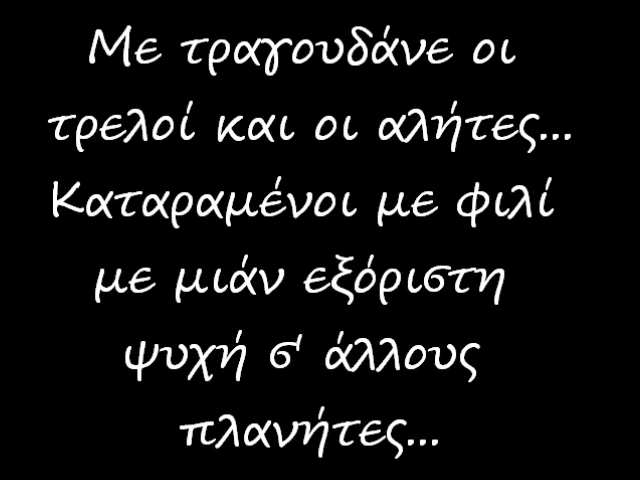 Με τραγουδάνε οι
τρελοί και οι αλήτες...
Καταραμένοι με φιλί
με μιάν εξόριστη
ψυχή σ' άλλους
πλανήτες...